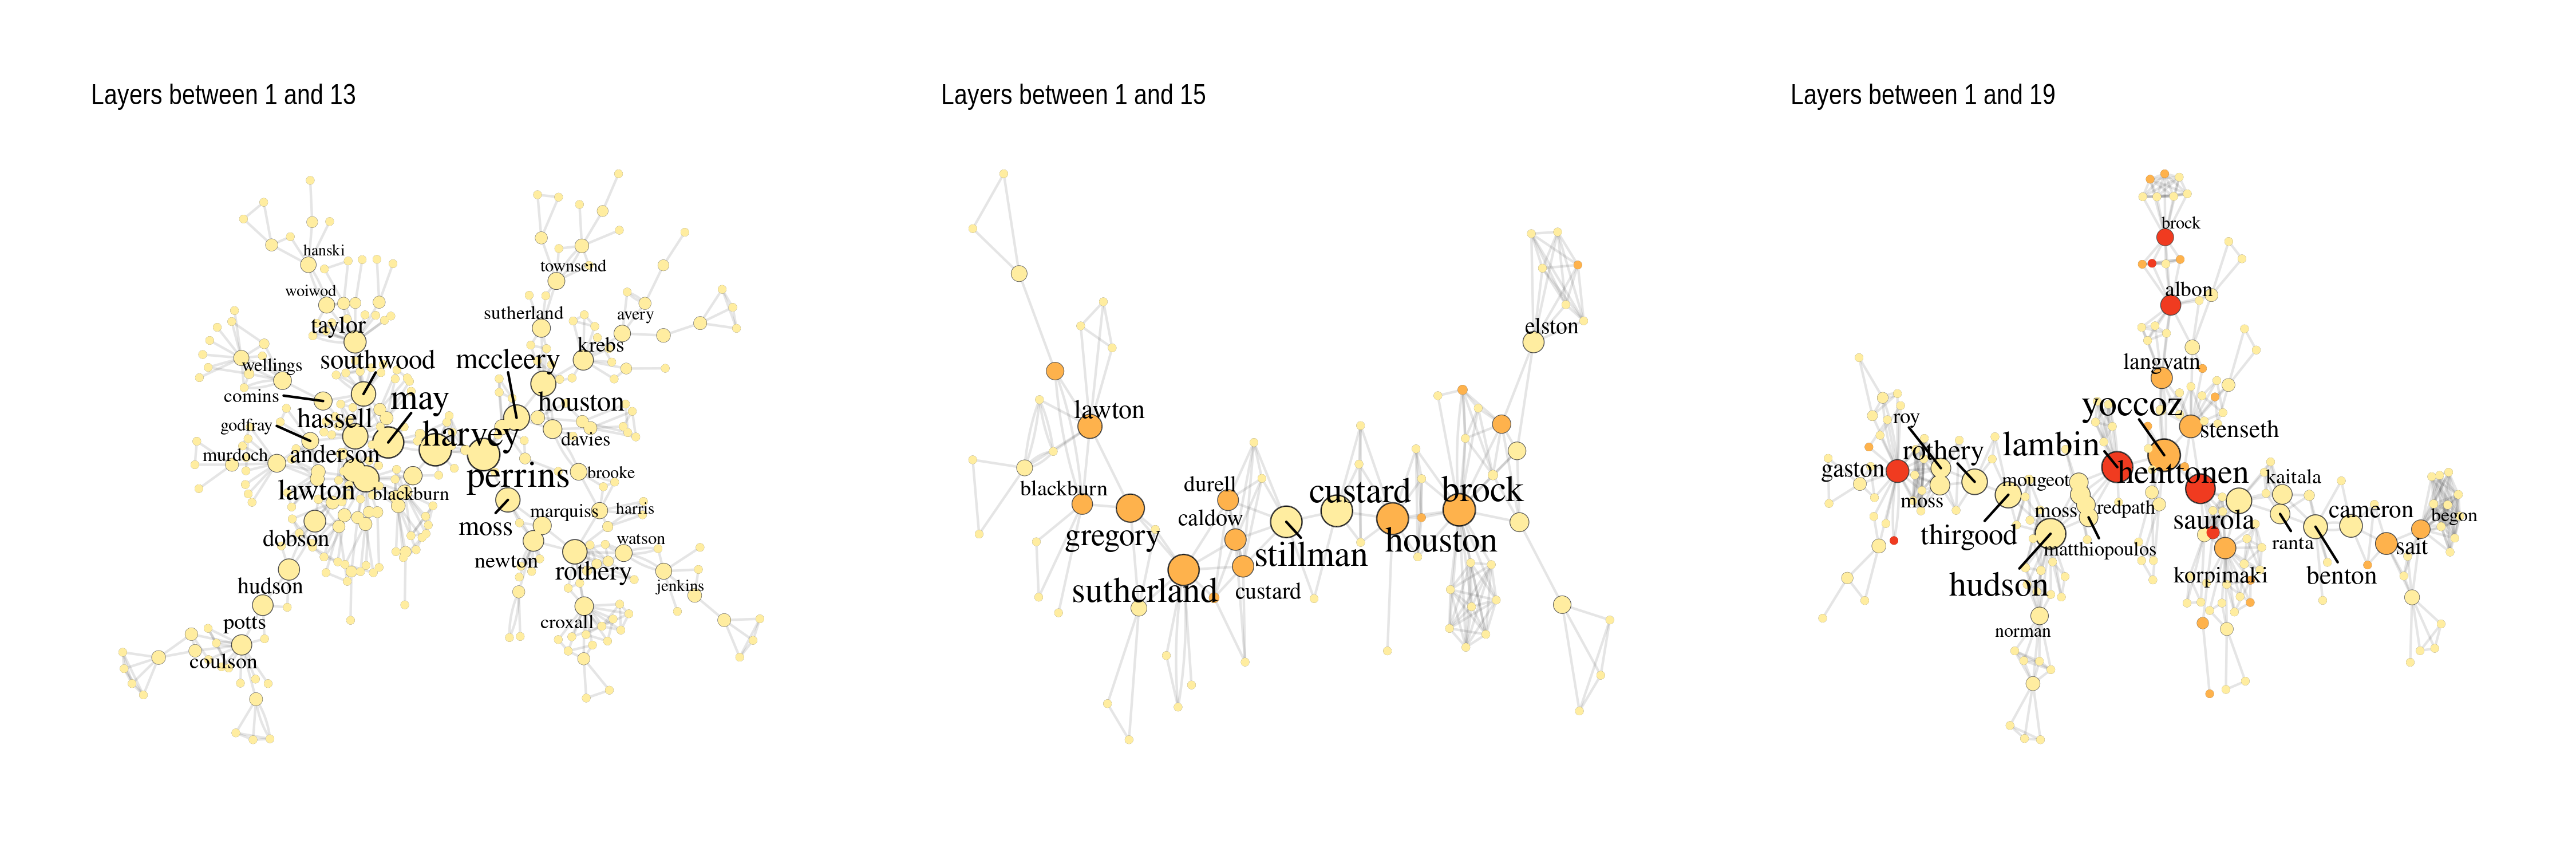 Layers between 1 and 13
hanski
woiwod
taylor
southwood
wellings
comins
may
hassell
godfray
harvey
anderson
murdoch
lawton
blackburn
dobson
hudson
potts
coulson
townsend
sutherland
avery
krebs
mccleery
houston
davies
perrins
brooke
moss
marquiss
harris
newton
watson
rothery
jenkins
croxall
Layers between 1 and 15
elston
lawton
blackburn
gregory
durell
caldow
sutherland
custard
stillman
custard
brock
houston
Layers between 1 and 19
brock
albon
langvatn
yoccoz
stenseth
roy
rothery
lambin
henttonen
gaston
moss
mougeot
kaitala
moss
redpath
thirgood
matthiopoulos
saurola
cameron
begon
ranta
sait
hudson
korpimaki
benton
norman